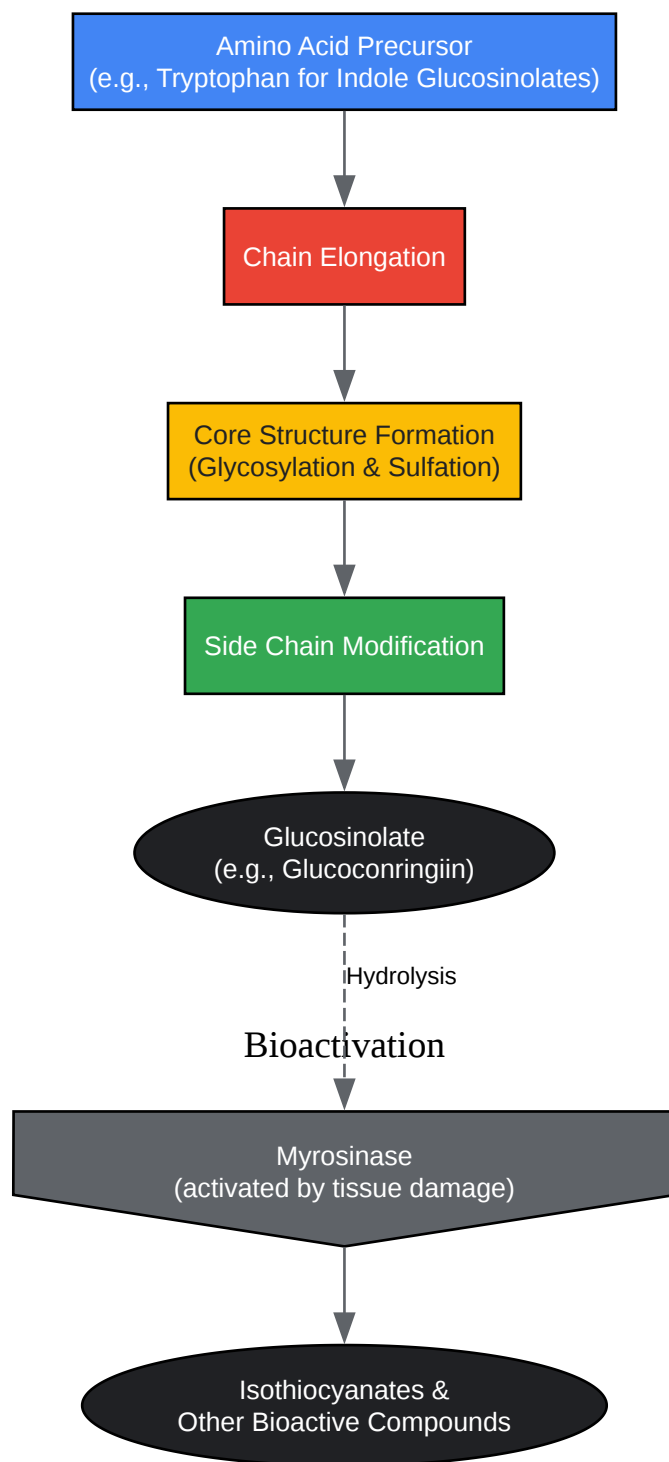 Amino Acid Precursor
(e.g., Tryptophan for Indole Glucosinolates)
Chain Elongation
Core Structure Formation
(Glycosylation & Sulfation)
Side Chain Modification
Glucosinolate
(e.g., Glucoconringiin)
Hydrolysis
Bioactivation
Myrosinase
(activated by tissue damage)
Isothiocyanates &
Other Bioactive Compounds